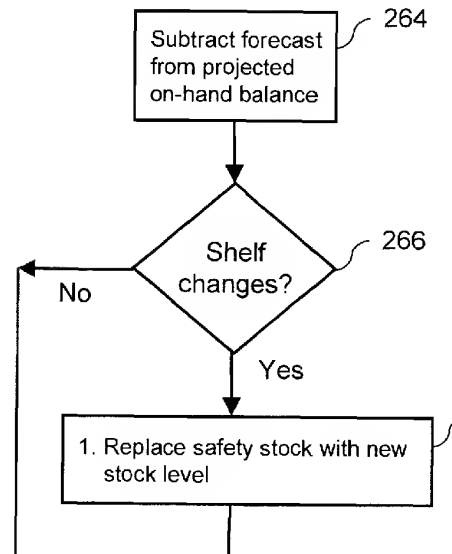 264
Subtract forecast
from projected
on-hand balance
Shelf
changes?
266
No
Yes
1. Replace safety stock with new
stock level